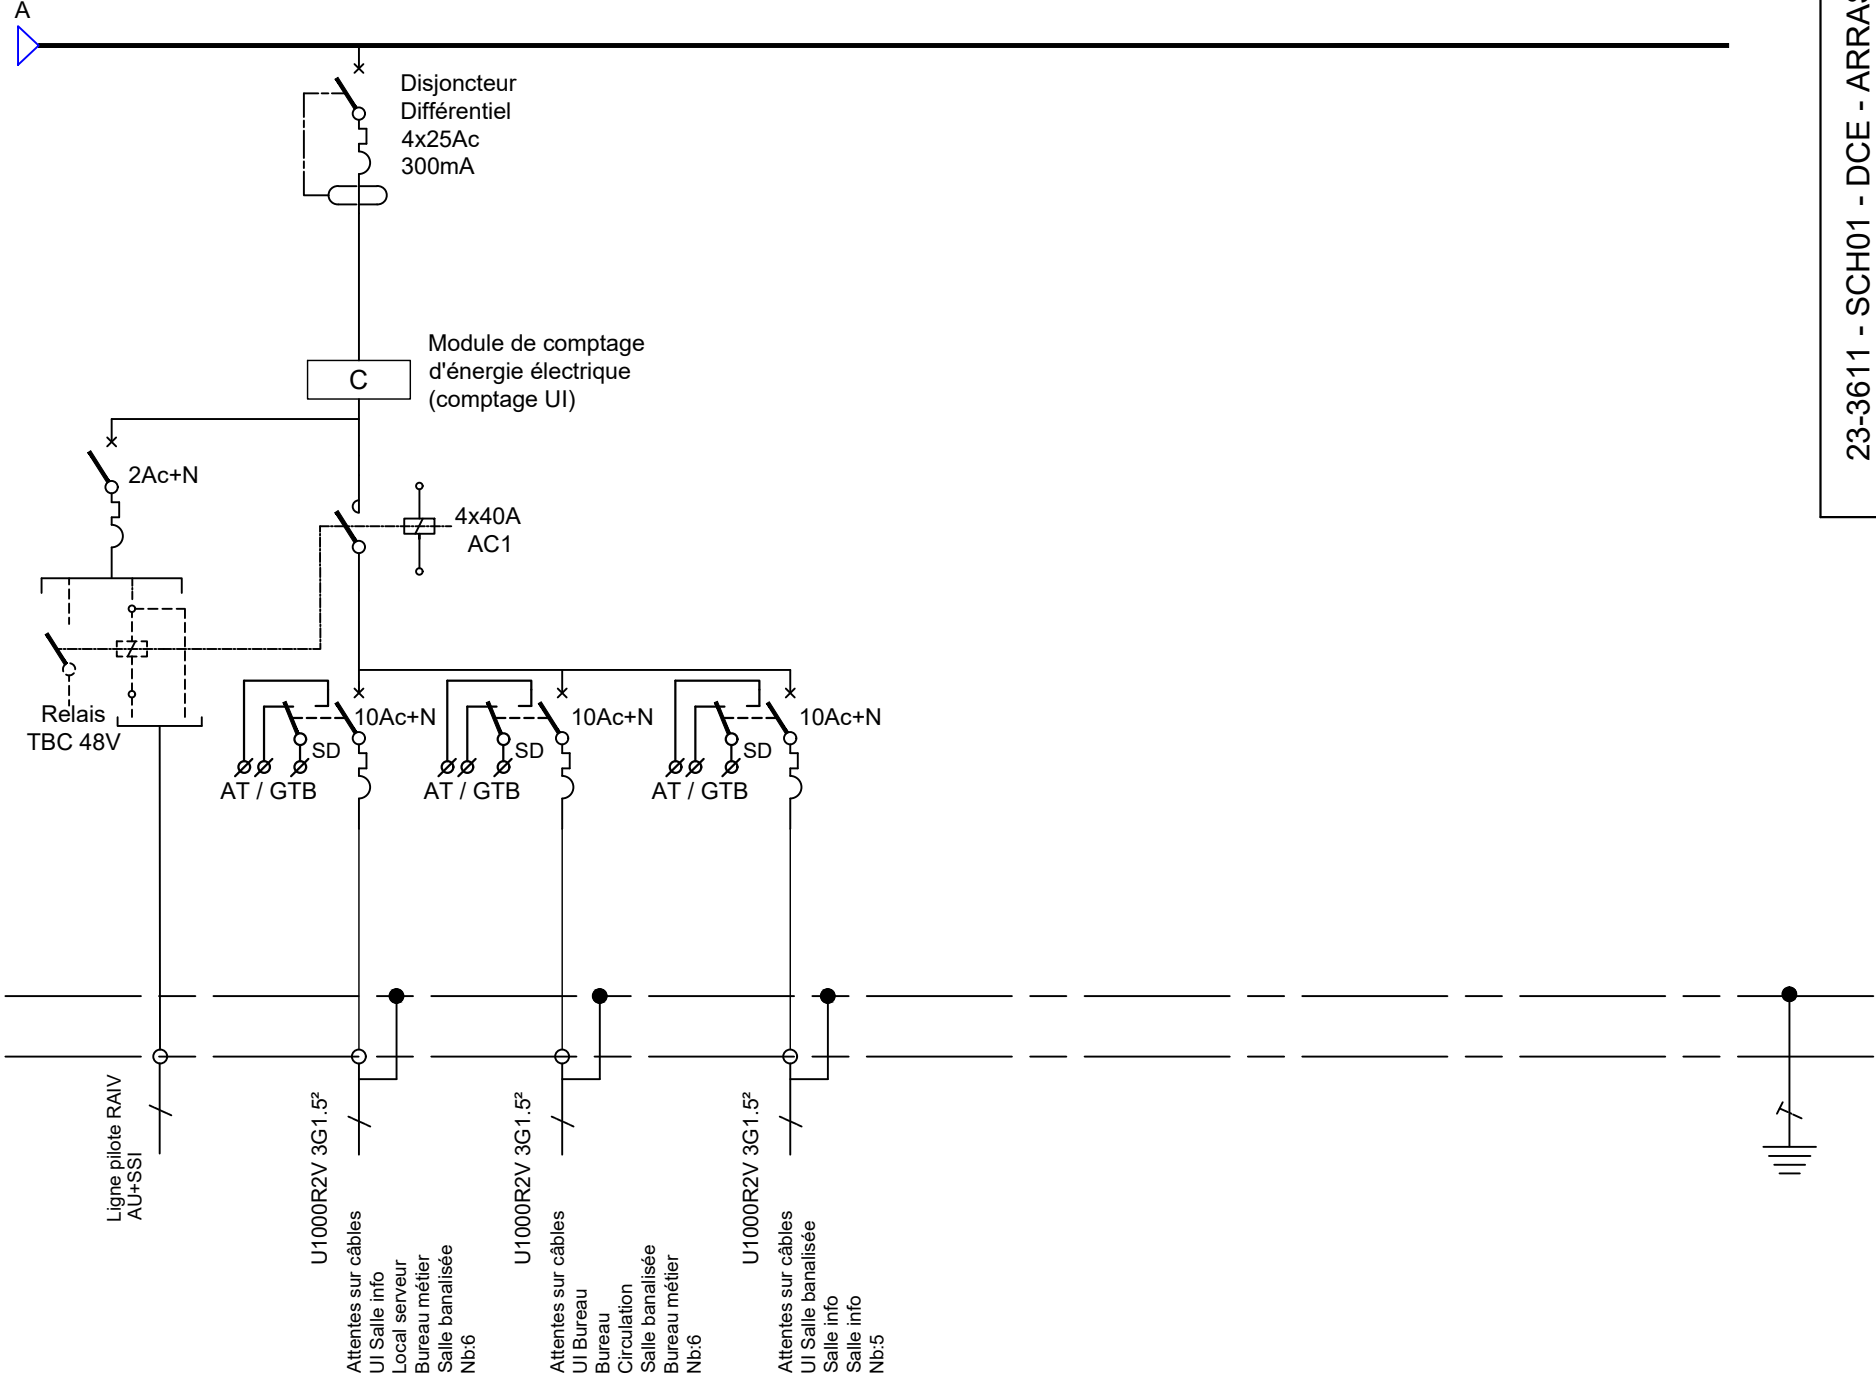 A
Disjoncteur
Différentiel
4x25Ac
300mA
23-3611 - SCH01 - DCE - ARRAS
Module de comptage
d'énergie électrique
(comptage UI)
C
2Ac+N
4x40A
AC1
Relais
TBC 48V
10Ac+N
SD
AT / GTB
10Ac+N
SD
AT / GTB
10Ac+N
SD
AT / GTB
Ligne pilote RAIV
AU+SSI
U1000R2V 3G1.5²
Attentes sur câbles
UI Salle info
Local serveur
Bureau métier
Salle banalisée
Nb:6
U1000R2V 3G1.5²
Attentes sur câbles
UI Bureau
Bureau
Circulation
Salle banalisée
Bureau métier
Nb:6
U1000R2V 3G1.5²
Attentes sur câbles
UI Salle banalisée
Salle info
Salle info
Nb:5